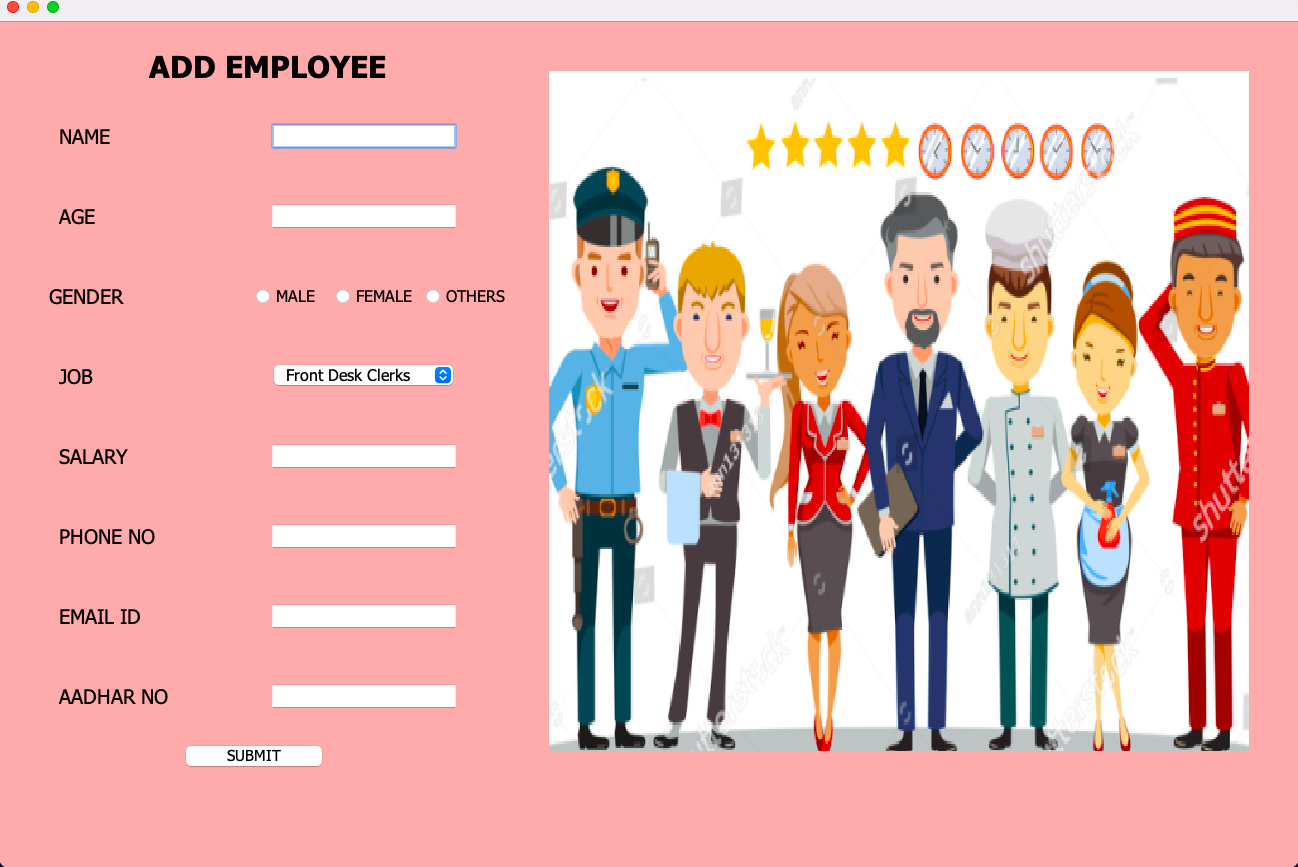 ADD EMPLOYEE
NAME
AGE
GENDER MALE FEMALE OTHERS
JOB Front Desk Clerks
SALARY
PHONE NO
EMAIL ID
AADHAR NO
SUBMIT
shutterstock
shutterstock